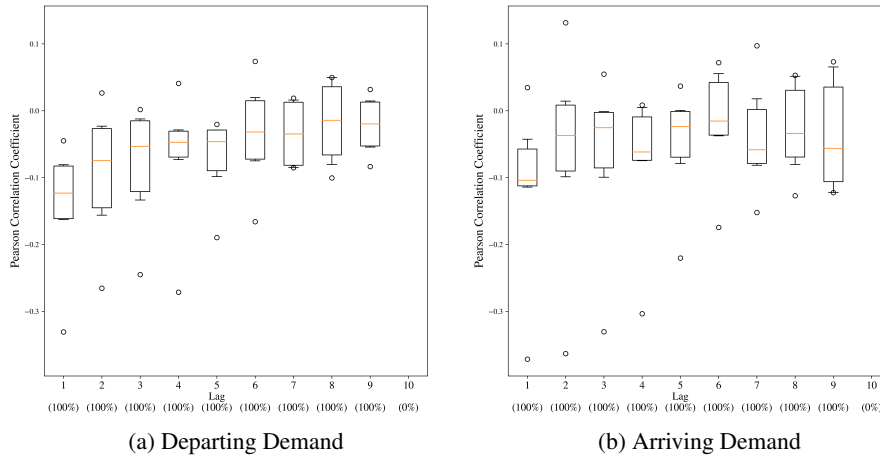 0.1
0.0
−0.1
−0.2
−0.3
Pearson Correlation Coefficient
1 2 3 4 5 6 7 8 9 10
Lag
(100%) (100%) (100%) (100%) (100%) (100%) (100%) (100%) (100%) (0%)
(a) Departing Demand
0.1
0.0
−0.1
−0.2
−0.3
Pearson Correlation Coefficient
1 2 3 4 5 6 7 8 9 10
Lag
(100%) (100%) (100%) (100%) (100%) (100%) (100%) (100%) (100%) (0%)
(b) Arriving Demand